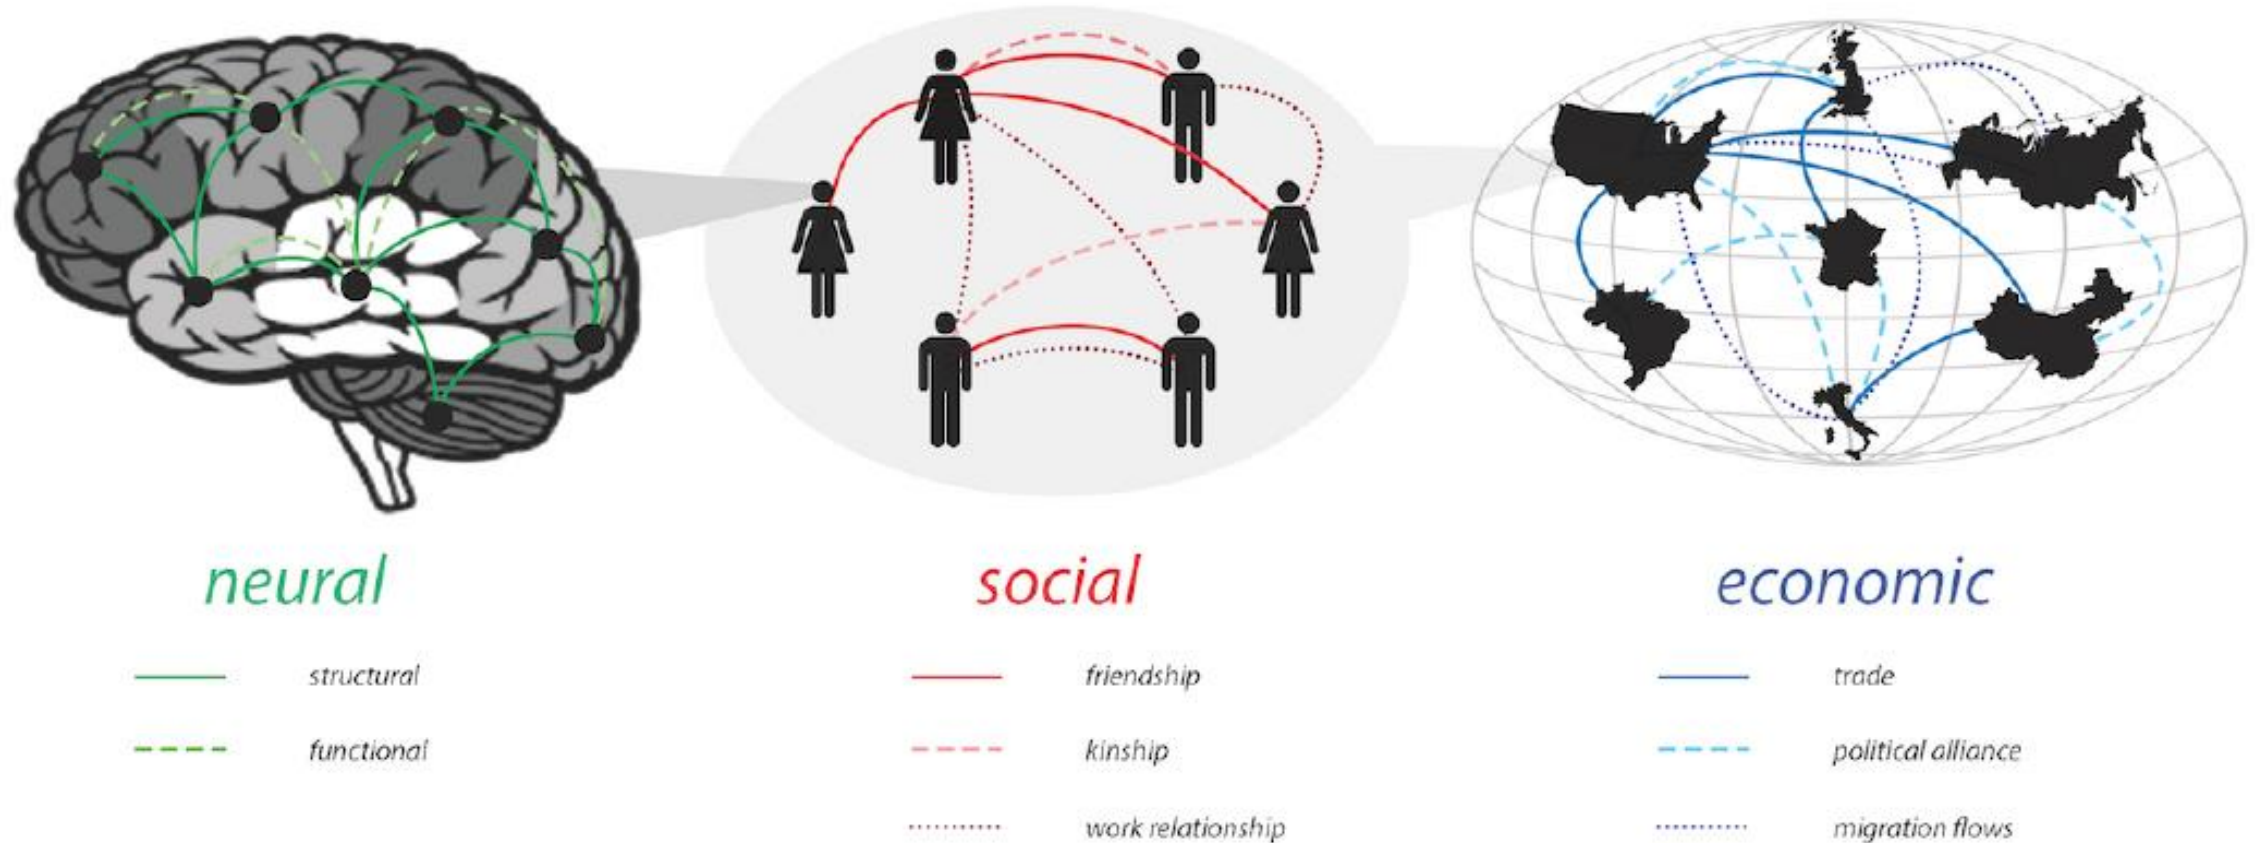 neural
structural
functional
social
friendship
kinship
work relationship
economic
trade
political alliance
migration flows